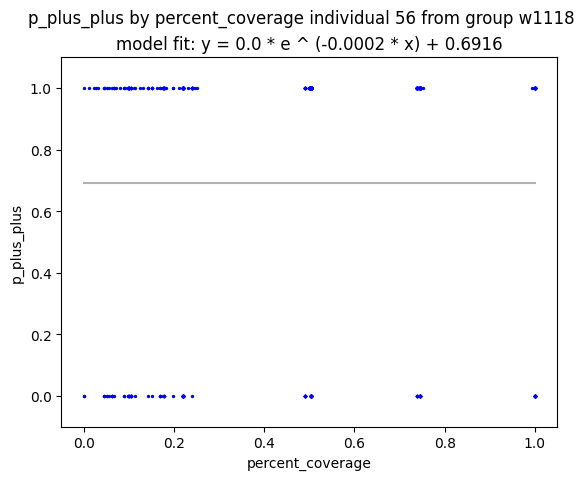 p_plus_plus by percent_coverage individual 56 from group w1118
model fit: y = 0.0 * e ^ (-0.0002 * x) + 0.6916
1.0
0.8
0.6
0.4
0.2
0.0
p_plus_plus
0.0 0.2 0.4 0.6 0.8 1.0
percent_coverage